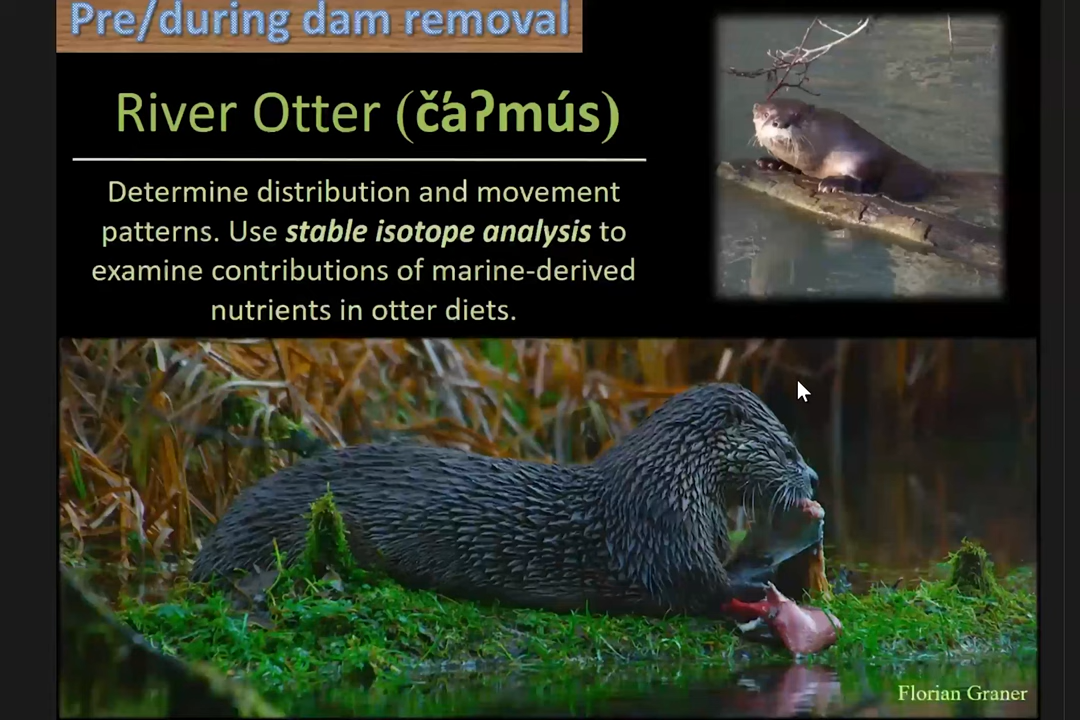 Pre/during dam removal
River Otter (č̓áʔmús)
Determine distribution and movement
patterns. Use stable isotope analysis to
examine contributions of marine-derived
nutrients in otter diets.
Florian Graner